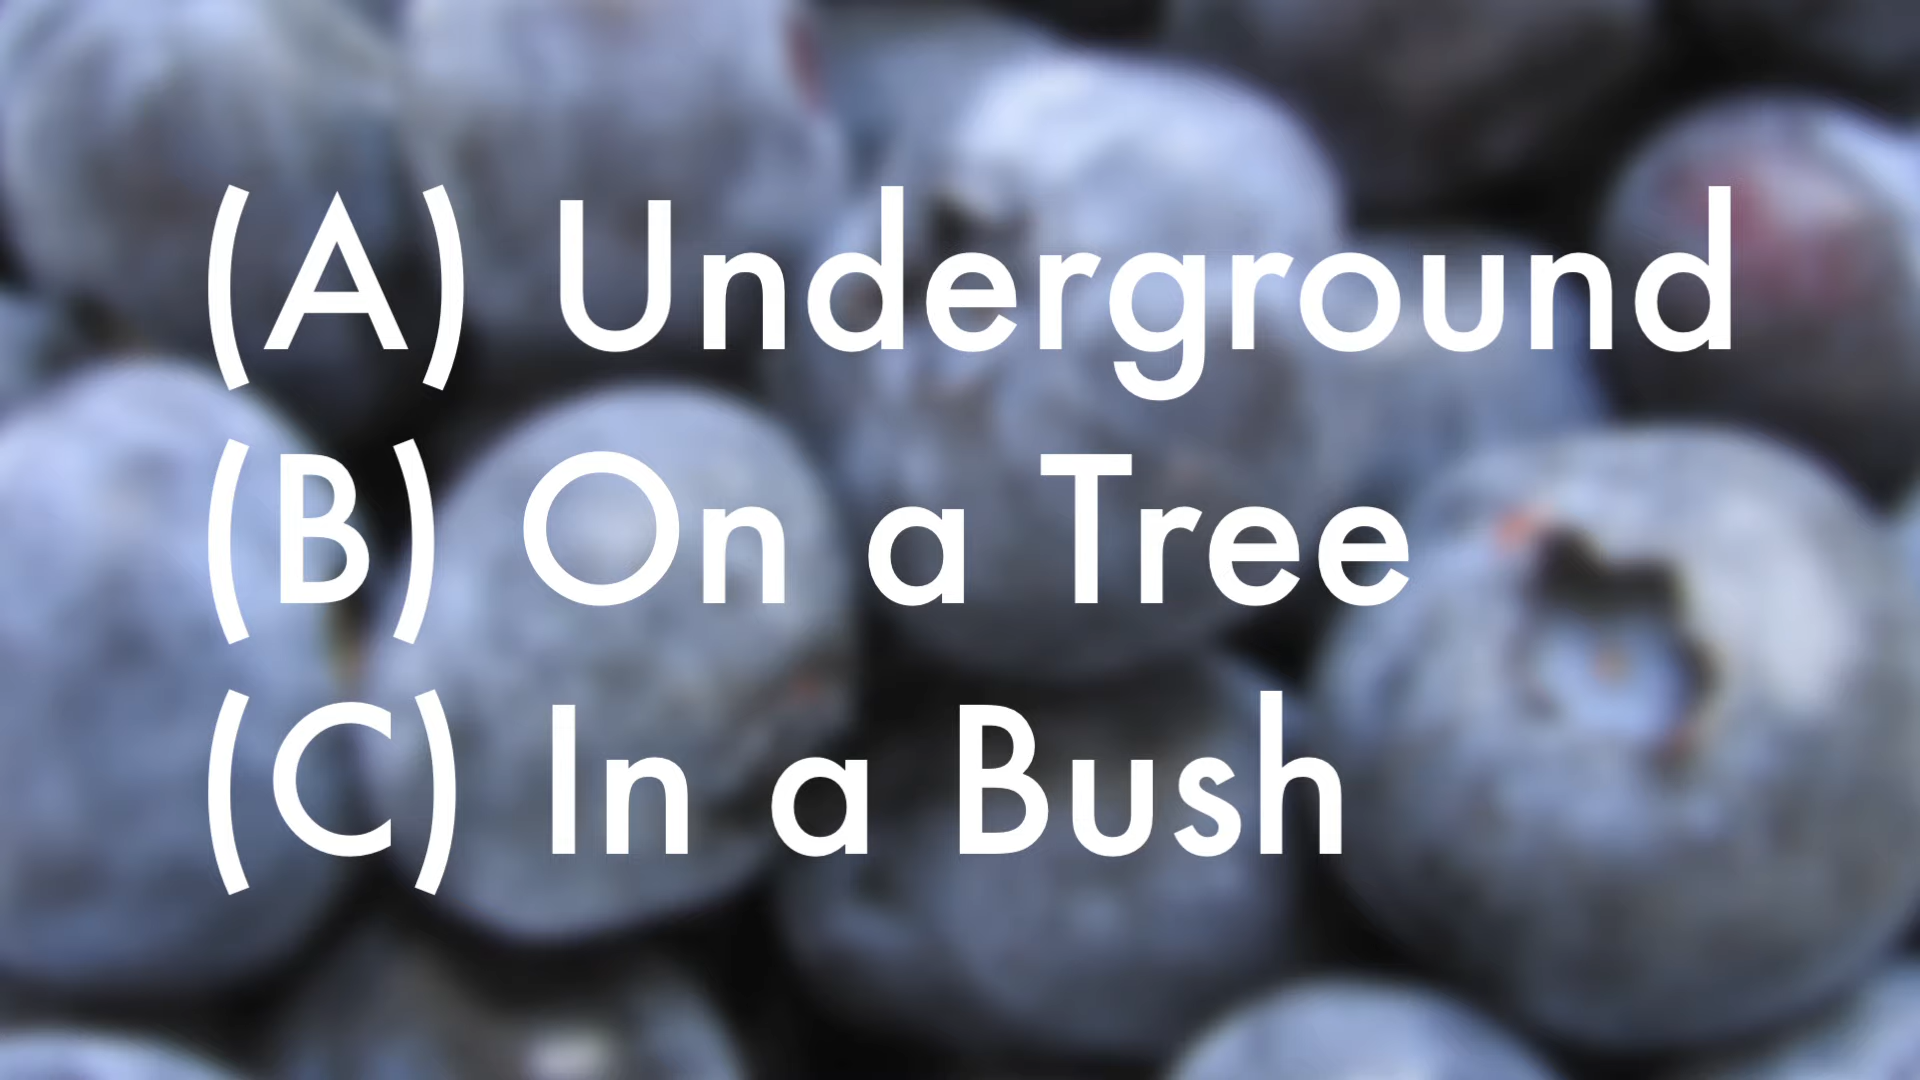 (A) Underground
(B) On a Tree
(C) In a Bush